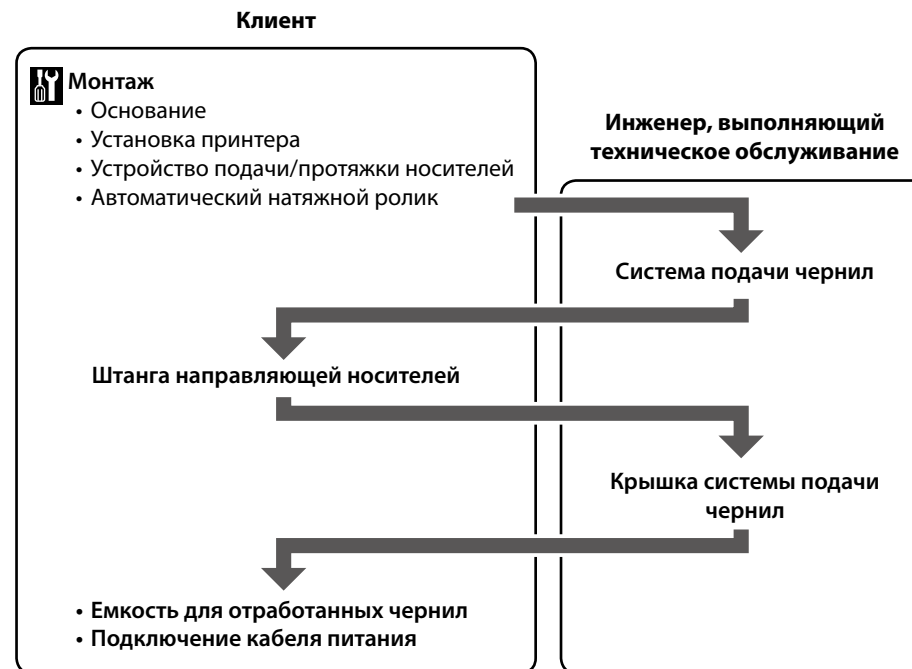 Клиент
Монтаж
• Основание
• Установка принтера
• Устройство подачи/протяжки носителей
• Автоматический натяжной ролик
Инженер, выполняющий
техническое обслуживание
Система подачи чернил
Штанга направляющей носителей
Крышка системы подачи
чернил
• Емкость для отработанных чернил
• Подключение кабеля питания